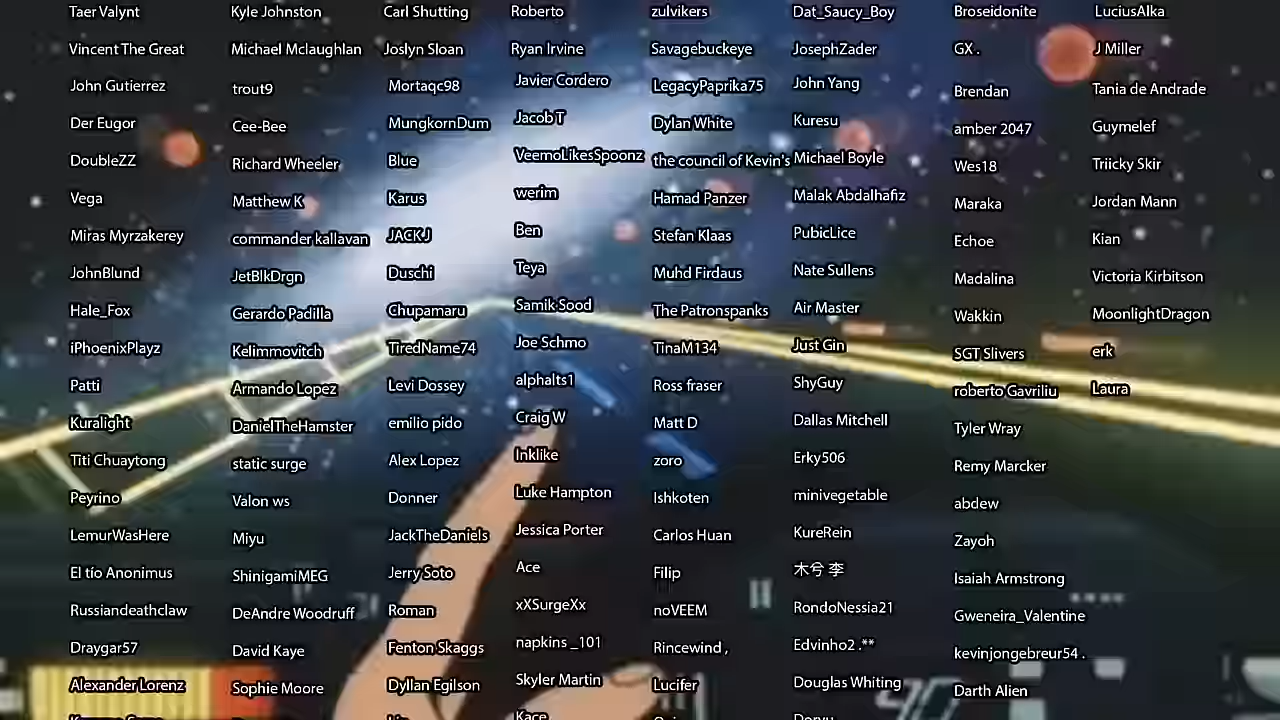 Taer Valynt
Vincent The Great
John Gutierrez
Der Eugor
DoubleZZ
Vega
Miras Myrzakerey
JohnBlund
Hale_Fox
iPhoenixPlayz
Patti
Kuralight
Titi Chuaytong
Peyrino
LemurWasHere
El tío Anonimus
Russiandeathclaw
Draygar57
Alexander Lorenz
Kyle Johnston
Michael Mclaughlan
trout9
Cee-Bee
Richard Wheeler
Matthew K
commander kallavan
JetBlkDrgn
Gerardo Padilla
Kelimmovitch
Armando Lopez
DanielTheHamster
static surge
Valon ws
Miyu
ShinigamiMEG
DeAndre Woodruff
David Kaye
Sophie Moore
Carl Shutting
Joslyn Sloan
Mortaqc98
MungkornDum
Blue
Karus
JACK J
Duschi
Chupamaru
TiredName74
Levi Dossey
emilio pido
Alex Lopez
Donner
JackTheDaniels
Jerry Soto
Roman
Fenton Skaggs
Dyllan Egilson
Roberto
Ryan Irvine
Javier Cordero
Jacob T
VeemoLikesSpoonz
werim
Ben
Teya
Samik Sood
Joe Schmo
alphalts1
Craig W
Inklike
Luke Hampton
Jessica Porter
Ace
xXSurgeXx
napkins _101
Skyler Martin
Kace
zulvikers
Savagebuckeye
LegacyPaprika75
Dylan White
the council of Kevin's
Hamad Panzer
Stefan Klaas
Muhd Firdaus
The Patronspanks
TinaM134
Ross fraser
Matt D
zoro
Ishkoten
Carlos Huan
Filip
noVEEM
Rincewind ,
Lucifer
Dat_Saucy_Boy
JosephZader
John Yang
Kuresu
Michael Boyle
Malak Abdalhafiz
PubicLice
Nate Sullens
Air Master
Just Gin
ShyGuy
Dallas Mitchell
Erky506
minivegetable
KureRein
木兮 李
RondoNessia21
Edvinho2 .**
Douglas Whiting
Broseidonite
GX .
Brendan
amber 2047
Wes18
Maraka
Echoe
Madalina
Wakkin
SGT Slivers
roberto Gavriliu
Tyler Wray
Remy Marcker
abdew
Zayoh
Isaiah Armstrong
Gweneira_Valentine
kevinjongebreur54 .
Darth Alien
LuciusAlka
J Miller
Tania de Andrade
Guymelef
Triicky Skir
Jordan Mann
Kian
Victoria Kirbitson
MoonlightDragon
erk
Laura